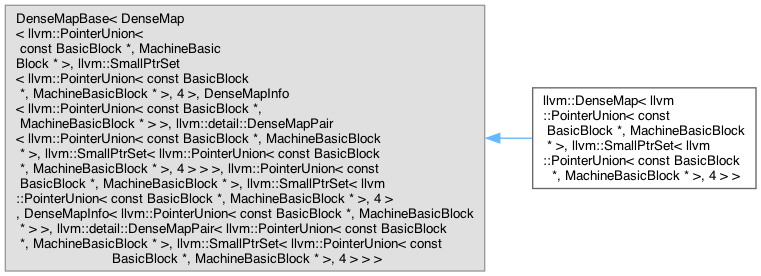 DenseMapBase< DenseMap
< llvm::PointerUnion<
const BasicBlock *, MachineBasic
Block * >, llvm::SmallPtrSet
< llvm::PointerUnion< const BasicBlock
*, MachineBasicBlock * >, 4 >, DenseMapInfo
< llvm::PointerUnion< const BasicBlock *,
MachineBasicBlock * > >, llvm::detail::DenseMapPair
< llvm::PointerUnion< const BasicBlock *, MachineBasicBlock
* >, llvm::SmallPtrSet< llvm::PointerUnion< const BasicBlock
*, MachineBasicBlock * >, 4 > > >, llvm::PointerUnion< const
BasicBlock *, MachineBasicBlock * >, llvm::SmallPtrSet< llvm
::PointerUnion< const BasicBlock *, MachineBasicBlock * >, 4 >
, DenseMapInfo< llvm::PointerUnion< const BasicBlock *, MachineBasicBlock
* > >, llvm::detail::DenseMapPair< llvm::PointerUnion< const BasicBlock
*, MachineBasicBlock * >, llvm::SmallPtrSet< llvm::PointerUnion< const
BasicBlock *, MachineBasicBlock * >, 4 > > >
llvm::DenseMap< llvm
::PointerUnion< const
BasicBlock *, MachineBasicBlock
* >, llvm::SmallPtrSet< llvm
::PointerUnion< const BasicBlock
*, MachineBasicBlock * >, 4 > >